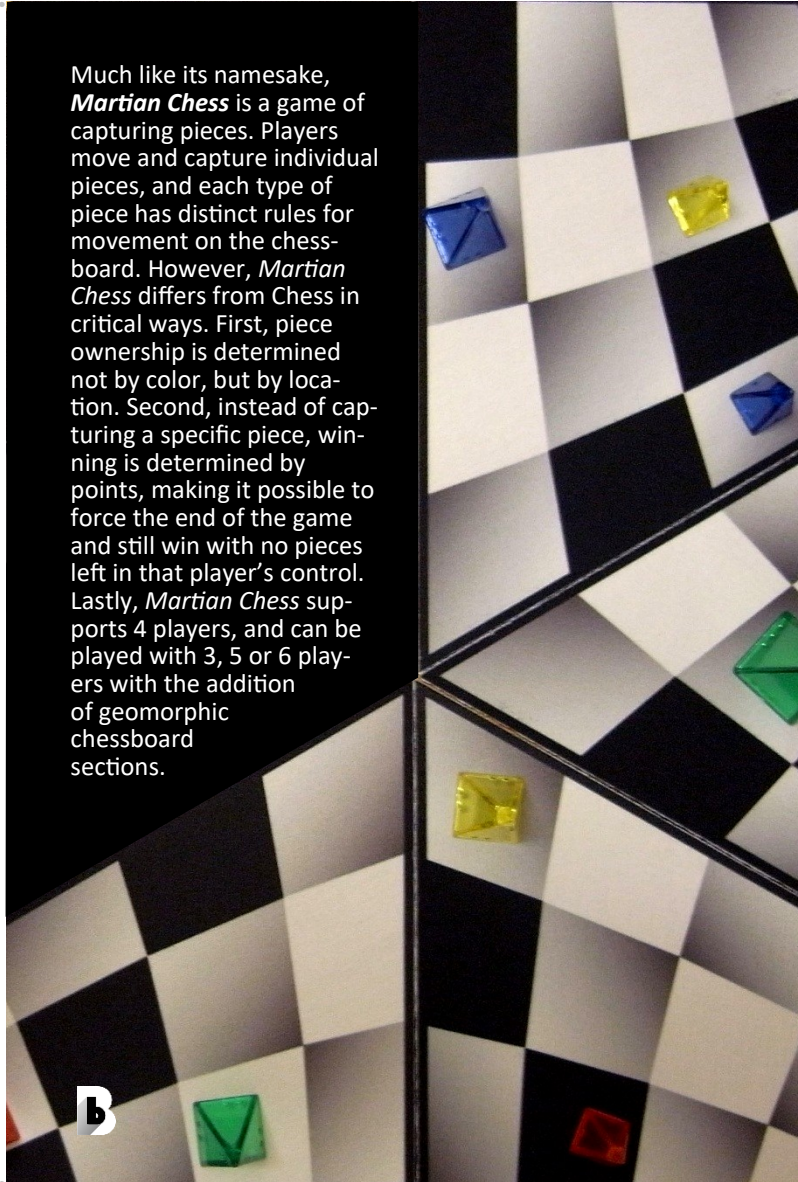 Much like its namesake,
Martian Chess is a game of
capturing pieces. Players
move and capture individual
pieces, and each type of
piece has distinct rules for
movement on the chess-
board. However, Martian
Chess differs from Chess in
critical ways. First, piece
ownership is determined
not by color, but by loca-
tion. Second, instead of cap-
turing a specific piece, win-
ning is determined by
points, making it possible to
force the end of the game
and still win with no pieces
left in that player’s control.
Lastly, Martian Chess sup-
ports 4 players, and can be
played with 3, 5 or 6 play-
ers with the addition
of geomorphic
chessboard
sections.
b